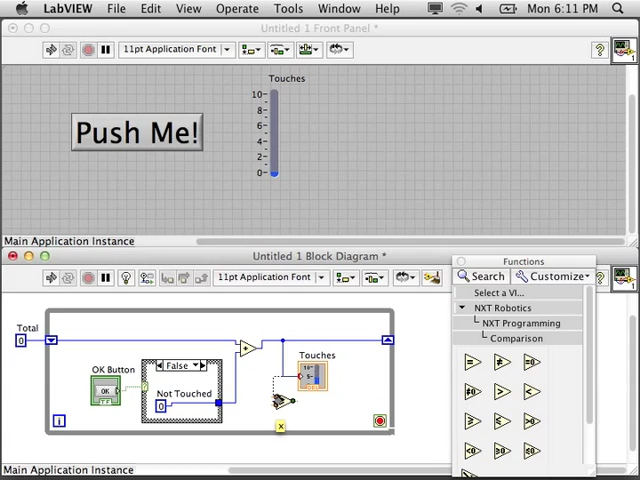 LabVIEW File Edit View Operate Tools Window Help Mon 6:11 PM
Untitled 1 Front Panel *
11pt Application Font
Touches
10
8
6
4
2
0
Push Me!
Main Application Instance
Untitled 1 Block Diagram *
11pt Application Font
Functions
Search Customize
Select a VI...
NXT Robotics
NXT Programming
Comparison
Total
0
OK Button
OK
False
Not Touched
0
Touches
x
i
Main Application Instance